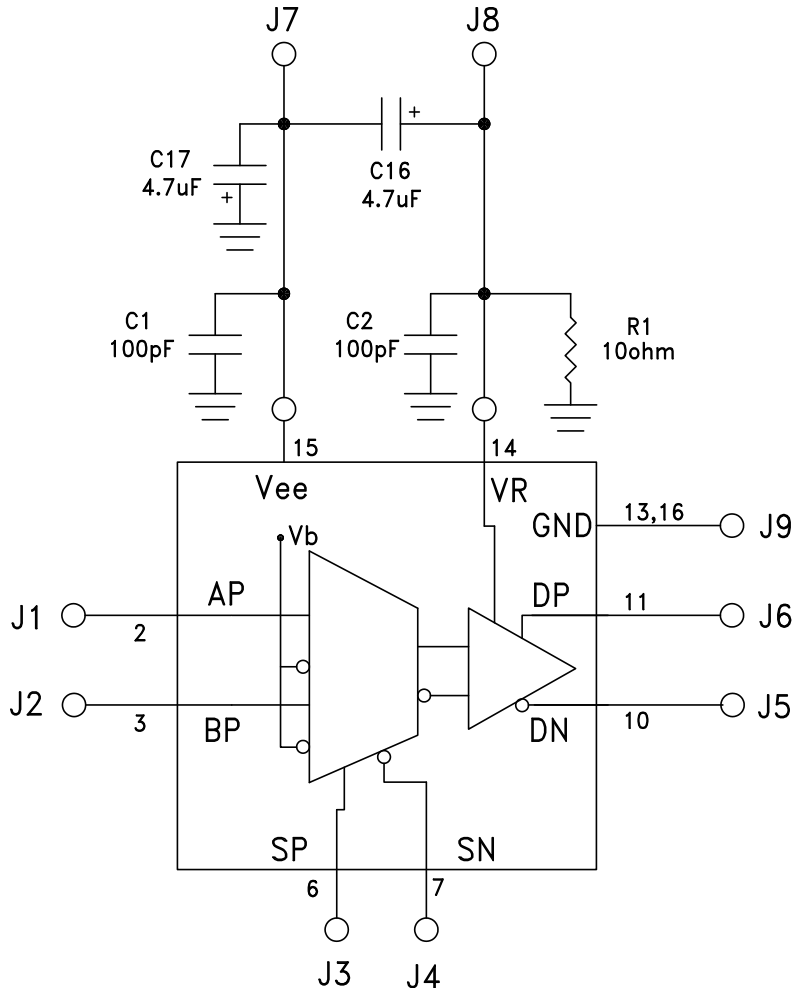 J7
J8
+
C17
4.7uF
+
C16
4.7uF
C1
100pF
C2
100pF
R1
10ohm
15
14
Vee
VR
GND
13,16
J9
Vb
AP
DP
11
J1
2
J6
J2
3
BP
DN
10
J5
SP
SN
6
7
J3
J4